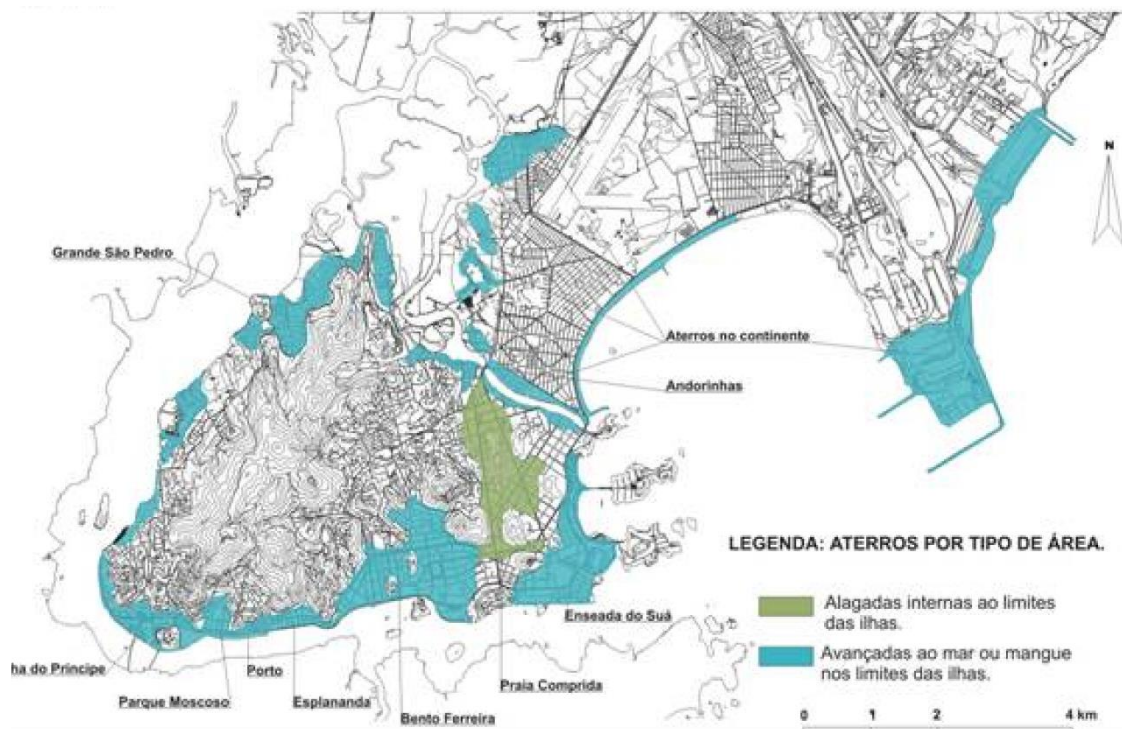 N
Grande São Pedro
Aterros no continente
Andorinhas
LEGENDA: ATERROS POR TIPO DE ÁREA.
Alagadas internas ao limites
das ilhas.
Enseada do Suá
Avançadas ao mar ou mangue
nos limites das ilhas.
ha do Principe
Porto
Praia Comprida
Parque Moscoso
Esplananda
Bento Ferreira
0 1 2 4 km